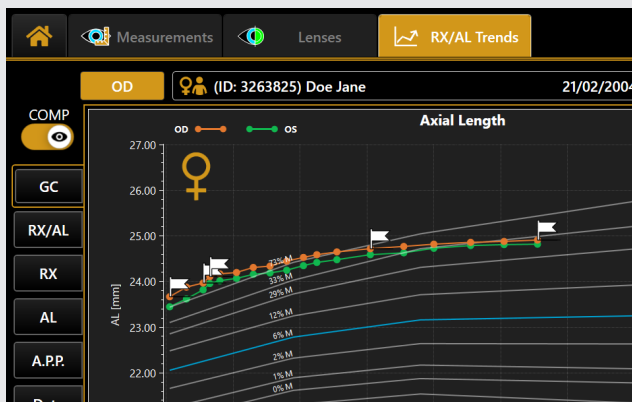 Measurements
Lenses
RX/AL Trends
OD
(ID: 3263825) Doe Jane
21/02/2004
COMP
Axial Length
OD
OS
27.00
GC
26.00
RX/AL
25.00
RX
24.00
73% M
33% M
29% M
AL [mm]
AL
12% M
23.00
6% M
A.P.P.
2% M
22.00
1% M
0% M